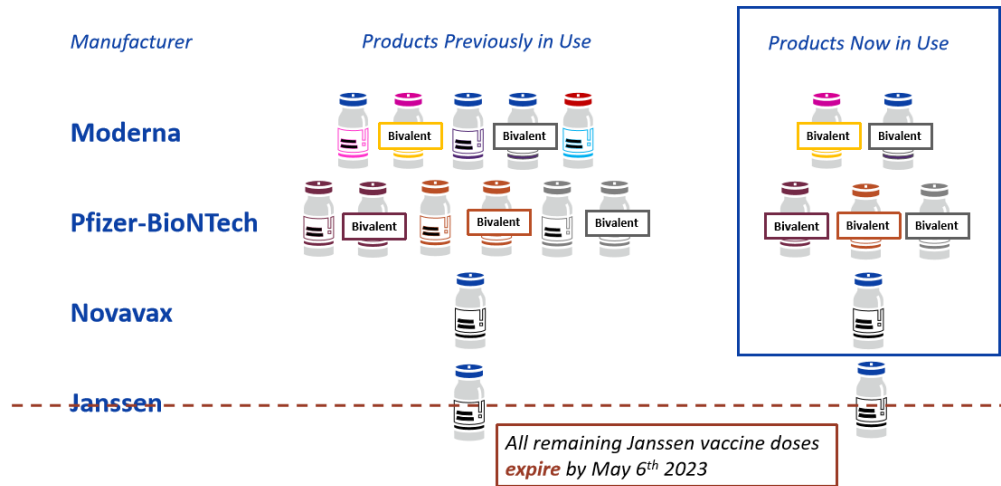 Manufacturer
Products Previously in Use
Products Now in Use
Moderna
Bivalent
Bivalent
Bivalent
Bivalent
Pfizer-BioNTech
Bivalent
Bivalent
Bivalent
Bivalent
Bivalent
Bivalent
Novavax
Janssen
All remaining Janssen vaccine doses
expire by May 6th 2023